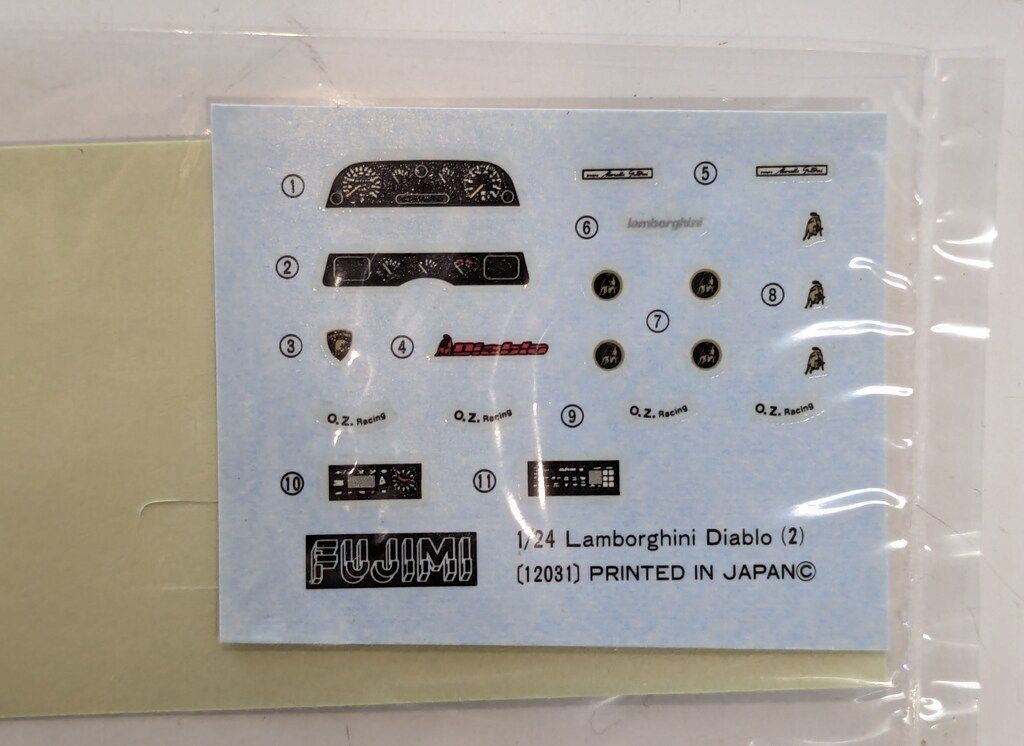 ①
⑤
⑥ lamborghini
②
⑧
⑦
③ ④ Diablo
O.Z. Racing O.Z. Racing ⑨ O.Z. Racing O.Z. Racing
⑩ ⑪
FUJIMI
1/24 Lamborghini Diablo (2)
[12031] PRINTED IN JAPAN©